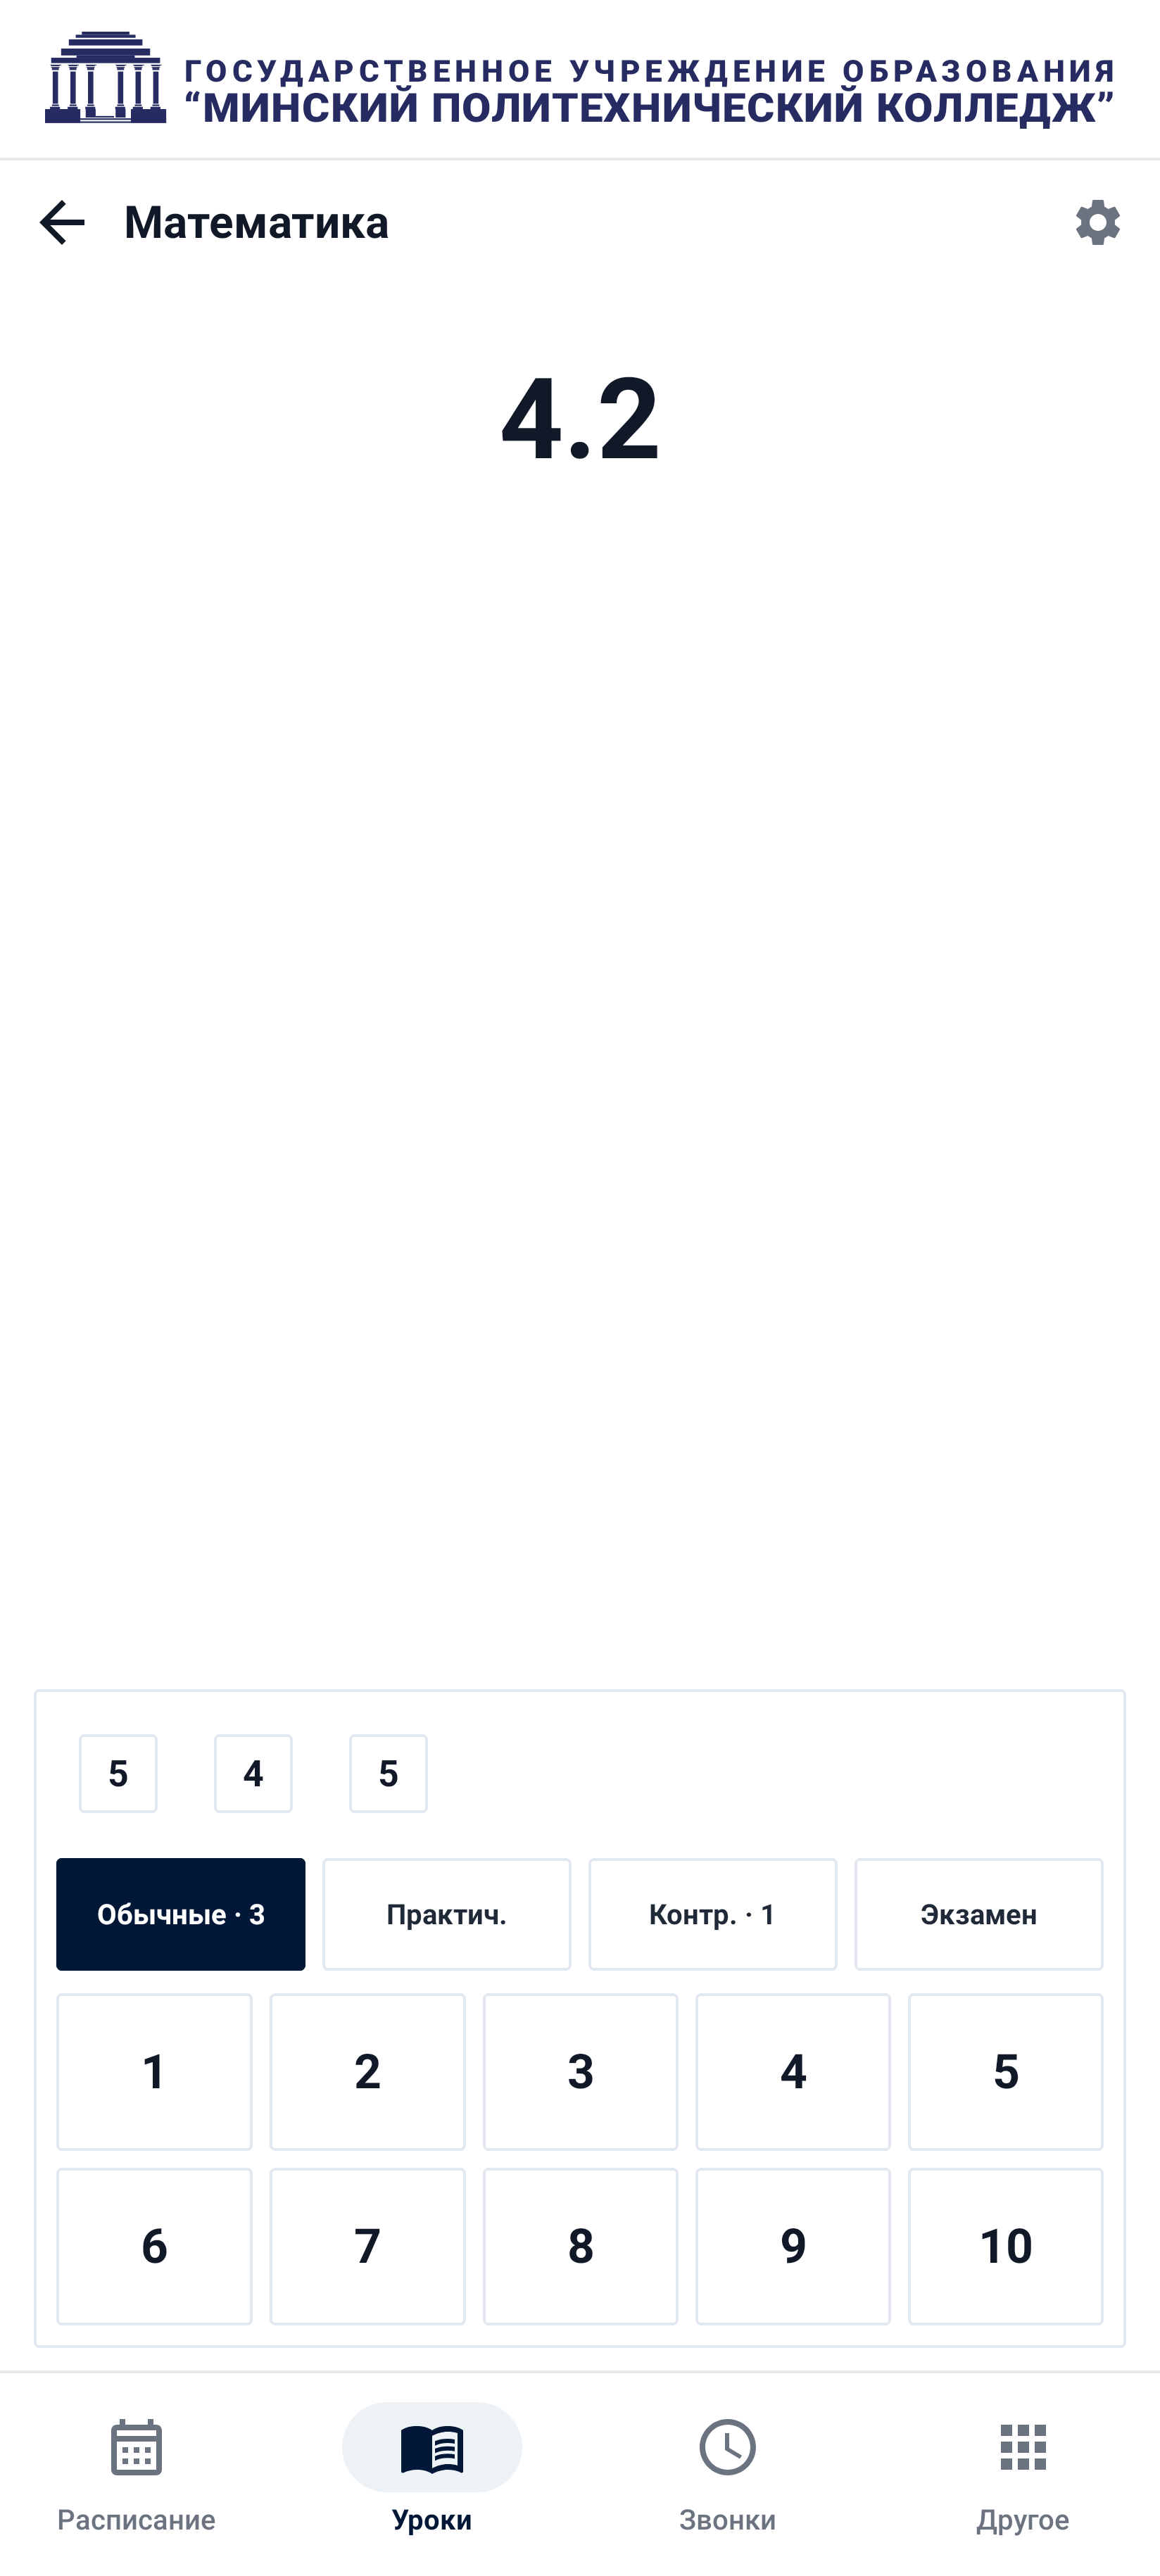 ГОСУДАРСТВЕННОЕ УЧРЕЖДЕНИЕ ОБРАЗОВАНИЯ
“МИНСКИЙ ПОЛИТЕХНИЧЕСКИЙ КОЛЛЕДЖ”
Математика
4.2
5 4 5
Обычные · 3 Практич. Контр. · 1 Экзамен
1 2 3 4 5
6 7 8 9 10
Расписание Уроки Звонки Другое